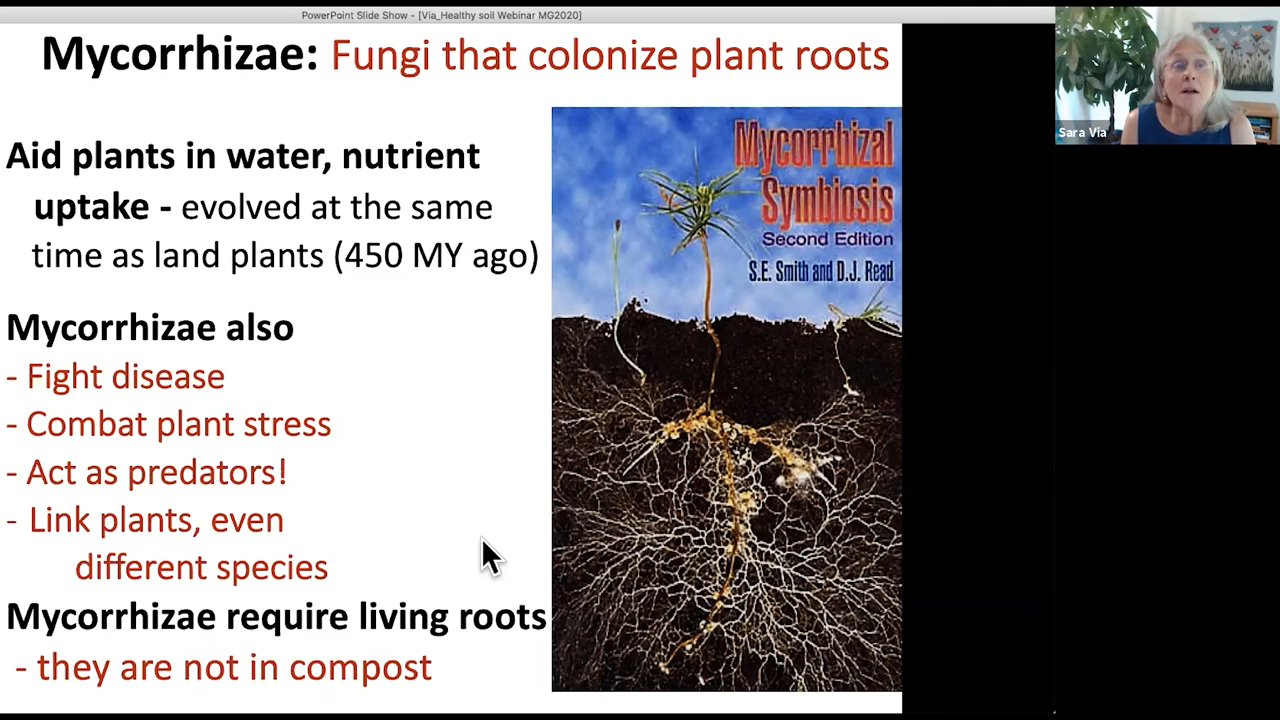 PowerPoint Slide Show - [Via_Healthy soil Webinar MG2020]
Mycorrhizae: Fungi that colonize plant roots
Aid plants in water, nutrient
uptake - evolved at the same
time as land plants (450 MY ago)
Mycorrhizae also
- Fight disease
- Combat plant stress
- Act as predators!
- Link plants, even
different species
Mycorrhizae require living roots
- they are not in compost
Mycorrhizal
Symbiosis
Second Edition
S.E. Smith and D.J. Read
Sara Via